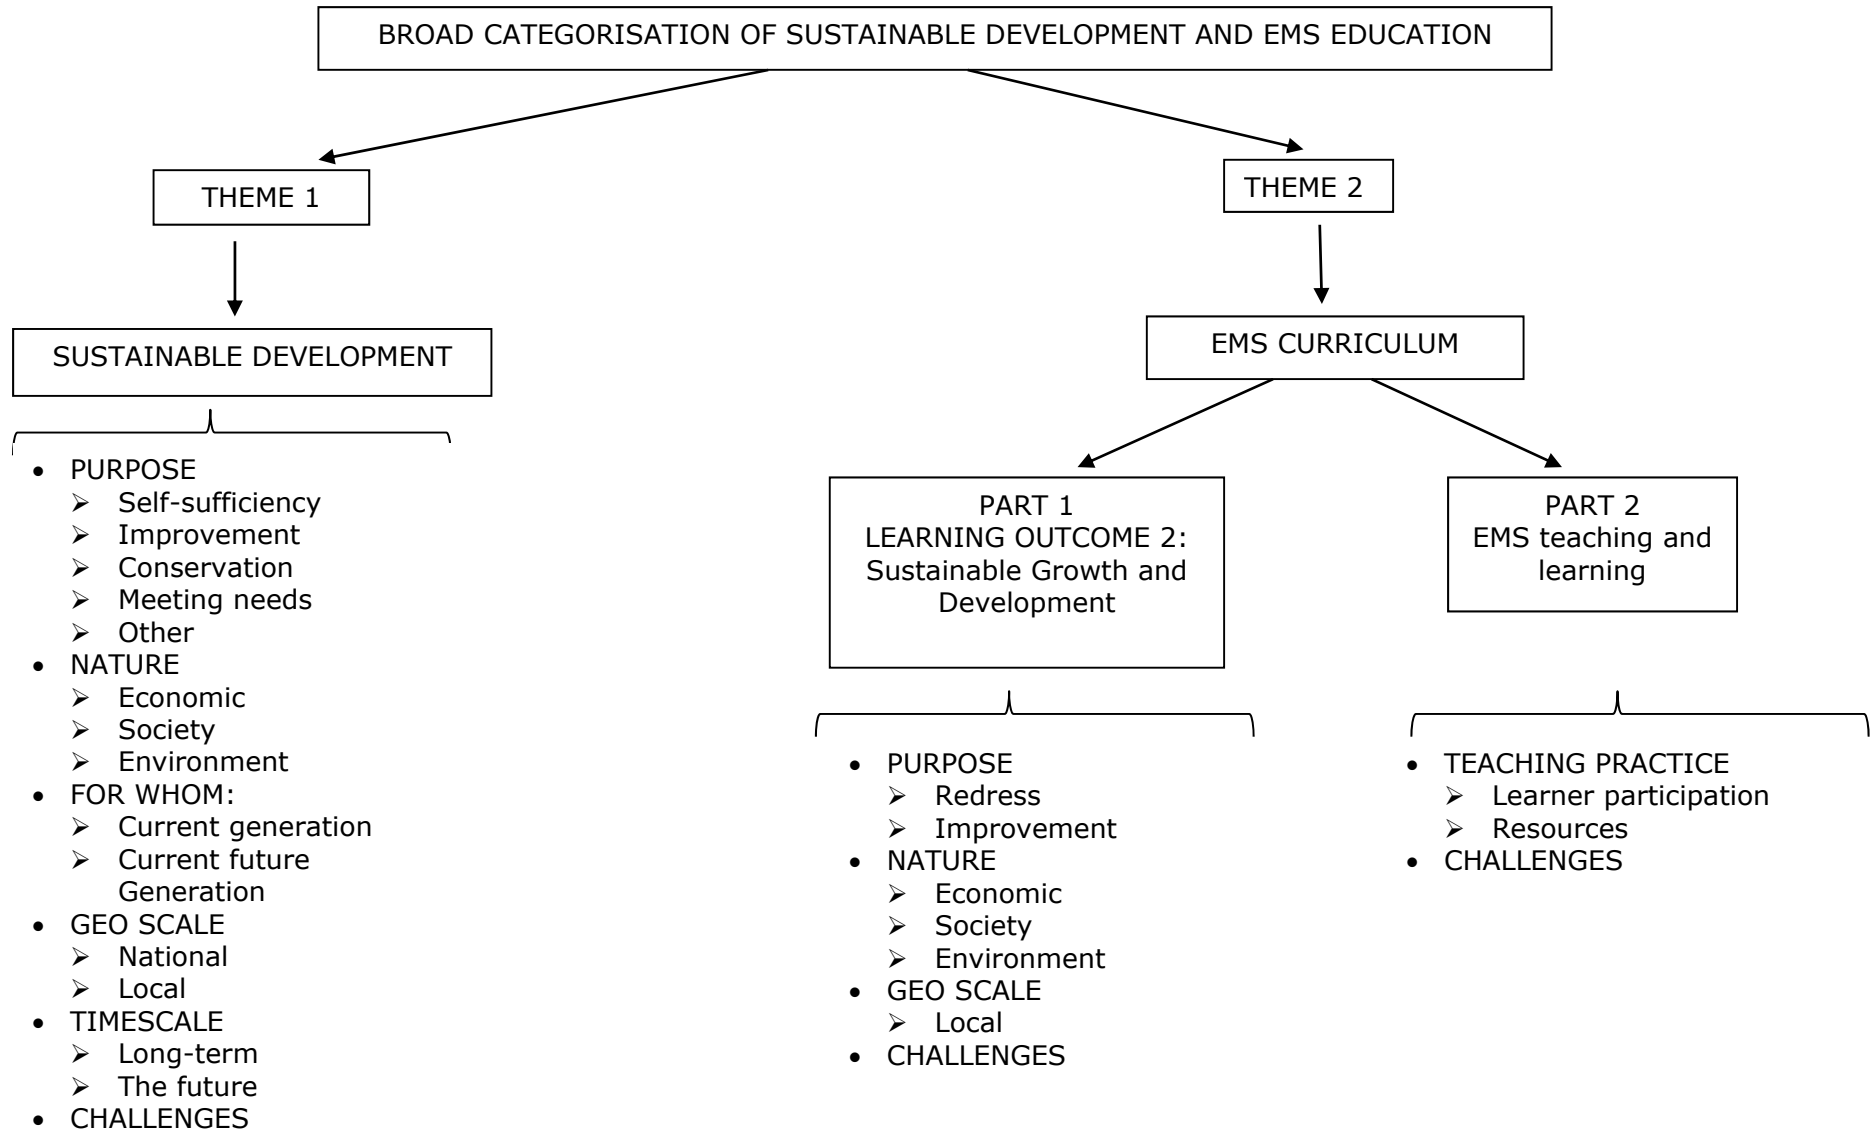 BROAD CATEGORISATION OF SUSTAINABLE DEVELOPMENT AND EMS EDUCATION
THEME 1
SUSTAINABLE DEVELOPMENT
• PURPOSE
➢ Self-sufficiency
➢ Improvement
➢ Conservation
➢ Meeting needs
➢ Other
• NATURE
➢ Economic
➢ Society
➢ Environment
• FOR WHOM:
➢ Current generation
➢ Current future
Generation
• GEO SCALE
➢ National
➢ Local
• TIMESCALE
➢ Long-term
➢ The future
• CHALLENGES
THEME 2
EMS CURRICULUM
PART 1
LEARNING OUTCOME 2:
Sustainable Growth and
Development
• PURPOSE
➢ Redress
➢ Improvement
• NATURE
➢ Economic
➢ Society
➢ Environment
• GEO SCALE
➢ Local
• CHALLENGES
PART 2
EMS teaching and
learning
• TEACHING PRACTICE
➢ Learner participation
➢ Resources
• CHALLENGES